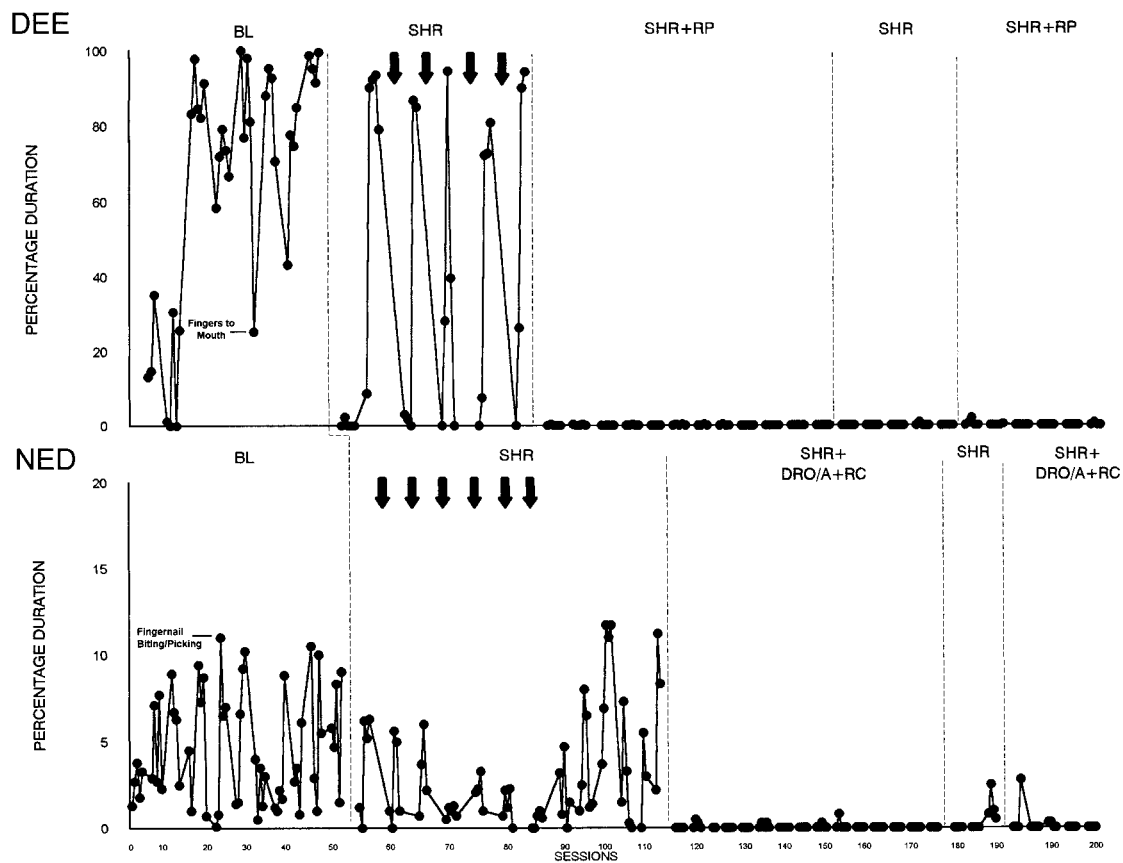 DEE
BL
SHR
SHR+RP
SHR
SHR+RP
PERCENTAGE DURATION
100
80
60
40
20
0
Fingers to
Mouth
NED
BL
SHR
SHR+
DRO/A+RC
SHR
SHR+
DRO/A+RC
PERCENTAGE DURATION
20
15
10
5
0
Fingernail
Biting/Picking
0 10 20 30 40 50 60 70 80 90 100 110 120 130 140 150 160 170 180 190 190 200
SESSIONS